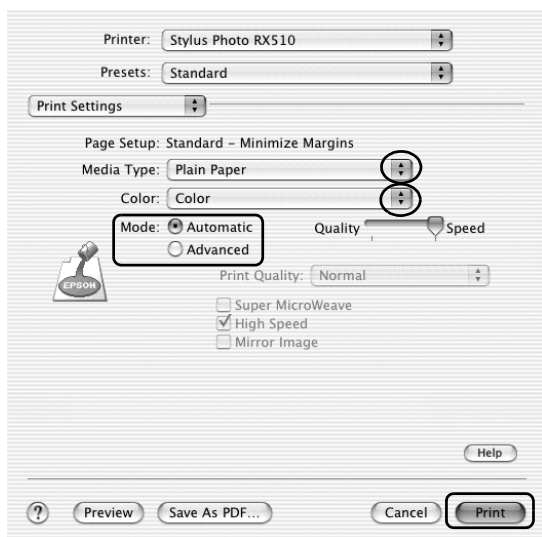 Printer: Stylus Photo RX510
Presets: Standard
Print Settings
Page Setup: Standard – Minimize Margins
Media Type: Plain Paper
Color: Color
Mode: Automatic Quality Speed
Advanced
EPSON
Print Quality: Normal
Super MicroWeave
High Speed
Mirror Image
Help
? Preview Save As PDF... Cancel Print